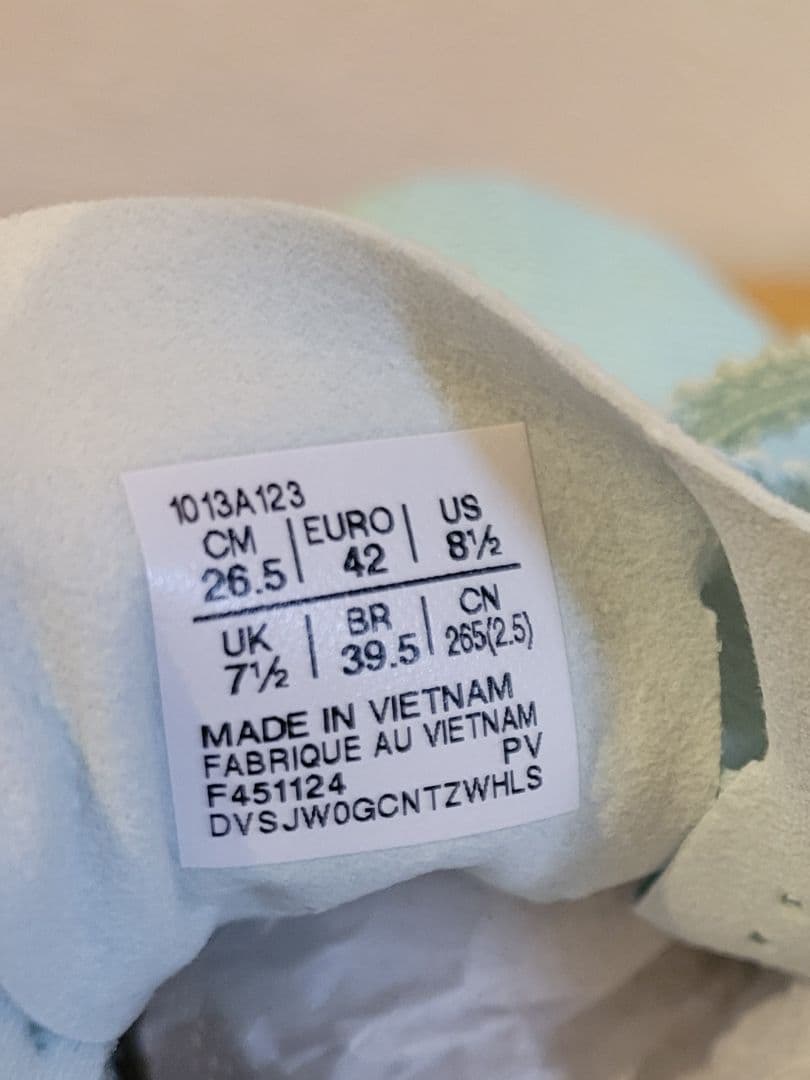 1013A123
CM | EURO | US
26.5 | 42 | 8½
UK | BR | CN
7½ | 39.5 | 265(2.5)
MADE IN VIETNAM
FABRIQUE AU VIETNAM
PV
F451124
DVSJW0GCNTZWHLS